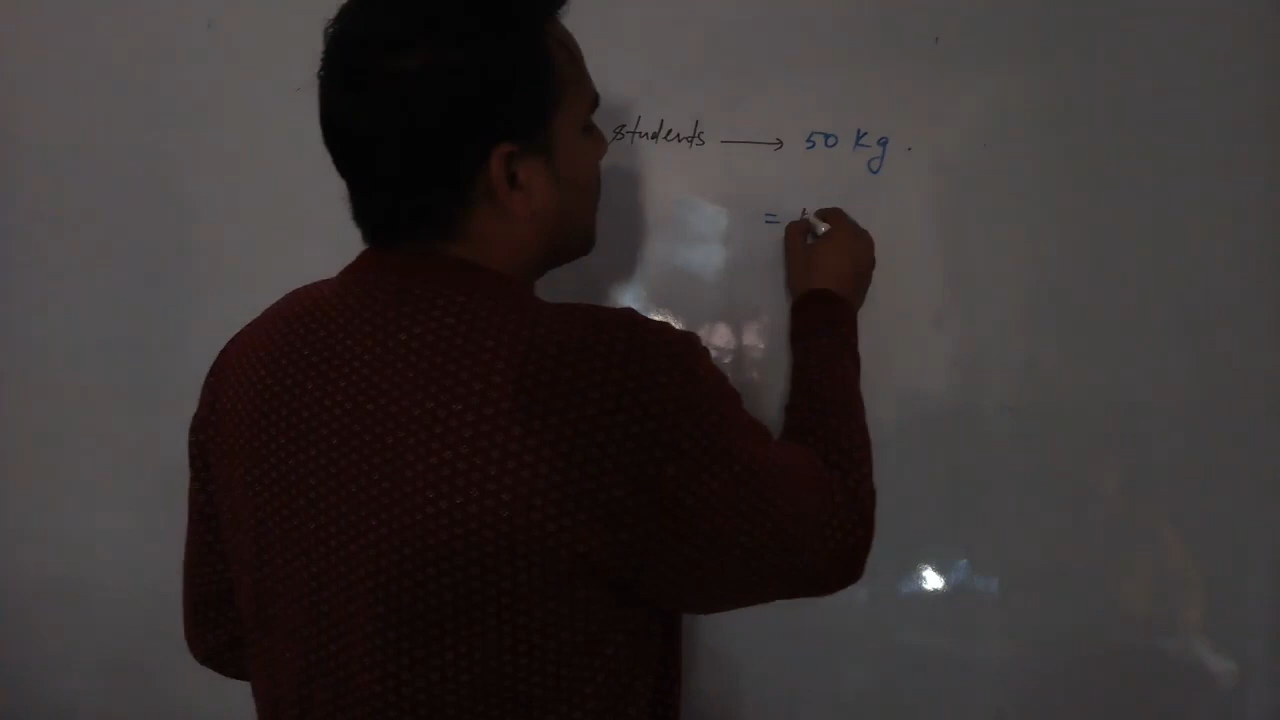 students → 50 Kg.
=